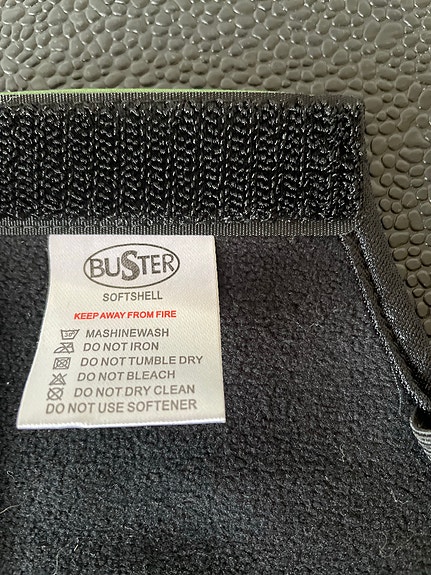 BUSTER
SOFTSHELL
KEEP AWAY FROM FIRE
MASHINEWASH
DO NOT IRON
DO NOT TUMBLE DRY
DO NOT BLEACH
DO NOT DRY CLEAN
DO NOT USE SOFTENER